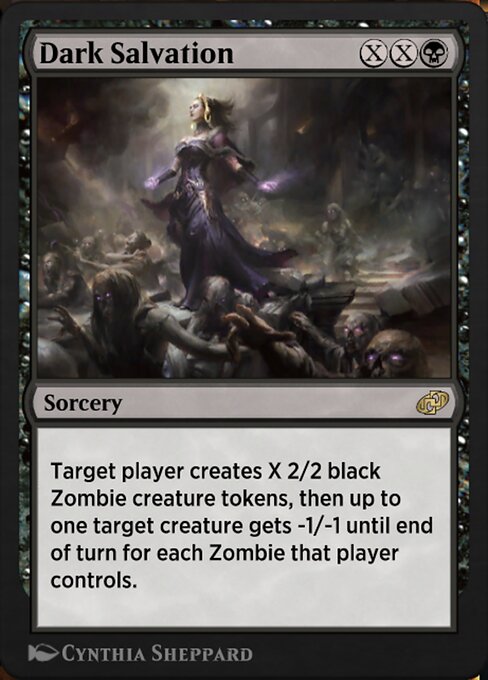 Dark Salvation X X
Sorcery
Target player creates X 2/2 black
Zombie creature tokens, then up to
one target creature gets -1/-1 until end
of turn for each Zombie that player
controls.
Cynthia Sheppard